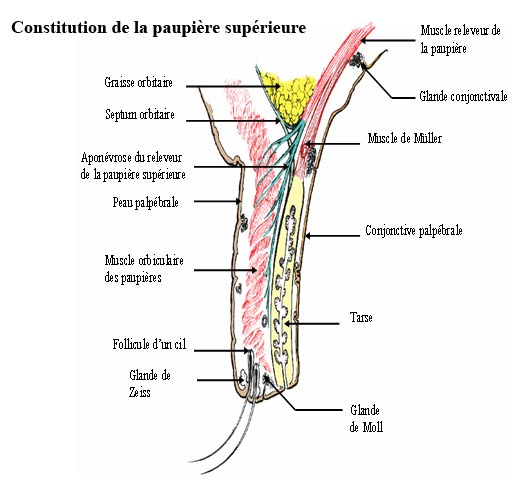 Constitution de la paupière supérieure
Muscle releveur de
la paupière
Graisse orbitaire
Glande conjonctivale
Septum orbitaire
Muscle de Müller
Aponévrose du releveur
de la paupière supérieure
Peau palpébrale
Conjonctive palpébrale
Muscle orbiculaire
des paupières
Tarse
Follicule d'un cil
Glande de
Zeiss
Glande
de Moll